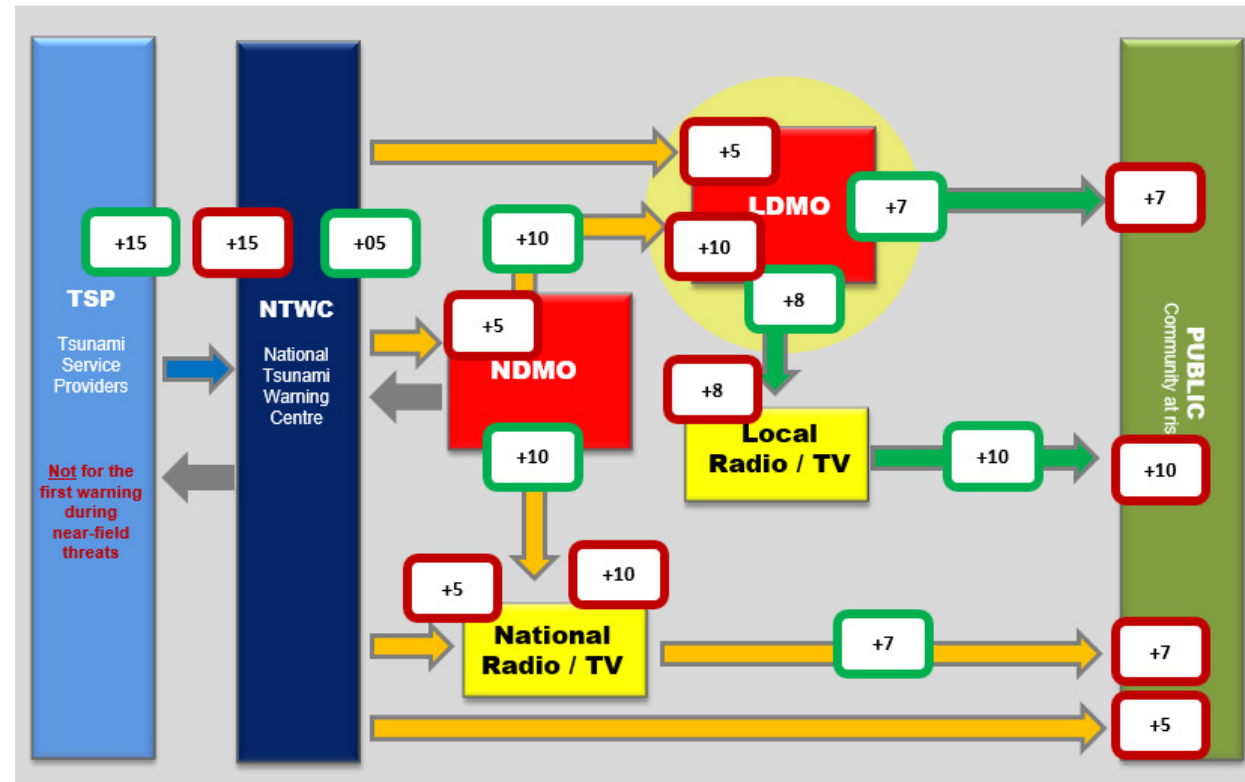 +15
TSP
Tsunami
Service
Providers
Not for the
first warning
during
near-field
threats
+15
+05
NTWC
National
Tsunami
Warning
Centre
+5
LDMO
+10
+7
+8
+10
+5
NDMO
+10
+8
Local
Radio / TV
+10
+5
+10
National
Radio / TV
+7
+7
PUBLIC
Community at ris
+10
+7
+5